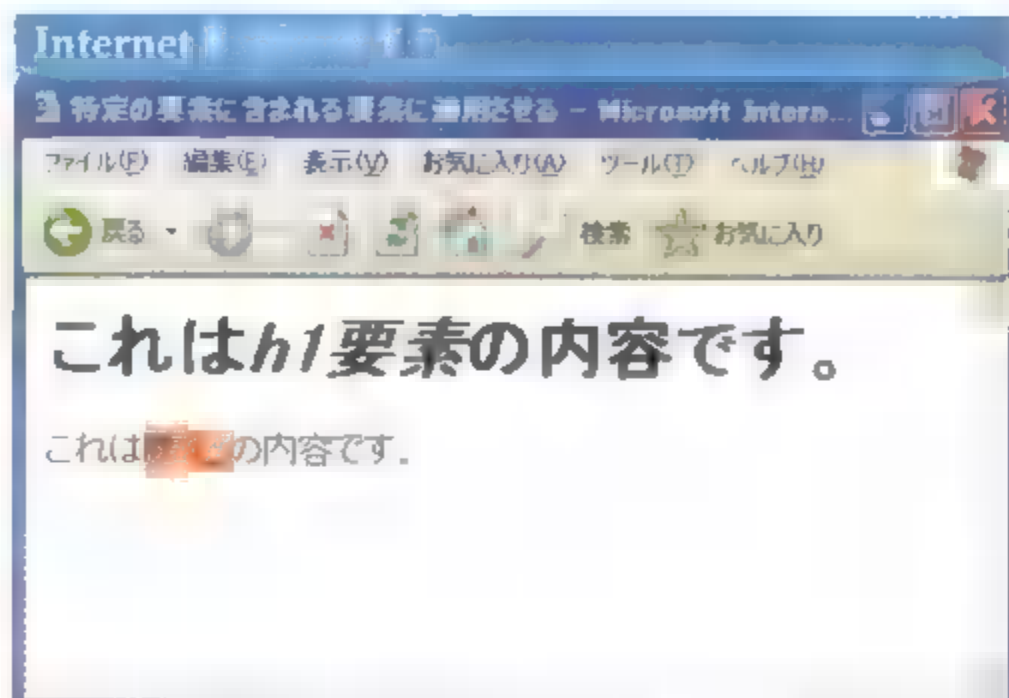 Internet
特定の要素に含まれる要素に適用させる - Microsoft Intern...
ファイル(F) 編集(E) 表示(V) お気に入り(A) ツール(T) ヘルプ(H)
戻る 検索 お気に入り
これはh1要素の内容です。
これはの内容です。